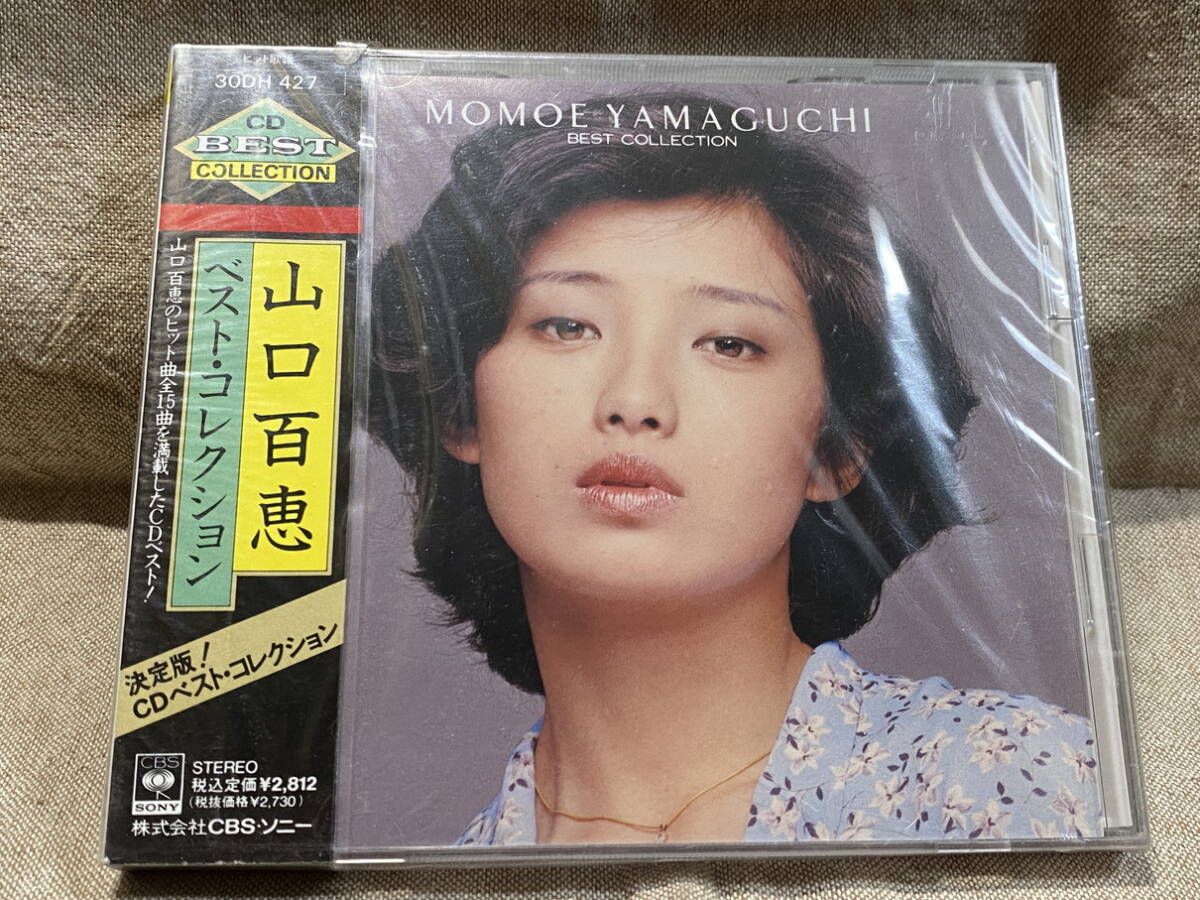 ヒット歌謡
30DH 427
CD
BEST
COLLECTION
山口百恵
ベスト・コレクション
山口百恵のヒット曲全15曲を満載したCDベスト!
決定版!
CDベスト・コレクション
CBS
SONY
STEREO
税込定価¥2,812
(税抜価格¥2,730)
株式会社CBS・ソニー
MOMOE YAMAGUCHI
BEST COLLECTION